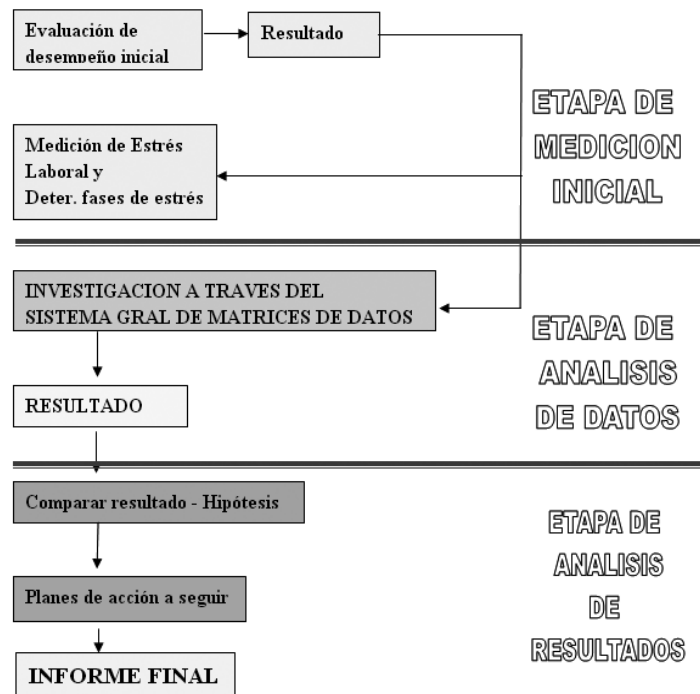 Evaluación de
desempeño inicial
Resultado
ETAPA DE
MEDICION
INICIAL
Medición de Estrés
Laboral y
Deter. fases de estrés
INVESTIGACION A TRAVES DEL
SISTEMA GRAL DE MATRICES DE DATOS
ETAPA DE
ANALISIS
DE DATOS
RESULTADO
Comparar resultado - Hipótesis
ETAPA DE
ANALISIS
DE
RESULTADOS
Planes de acción a seguir
INFORME FINAL